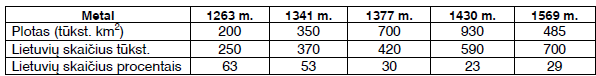 Metai 1263 m. 1341 m. 1377 m. 1430 m. 1569 m.
Plotas (tūkst. km²) 200 350 700 930 485
Lietuvių skaičius tūkst. 250 370 420 590 700
Lietuvių skaičius procentais 63 53 30 23 29